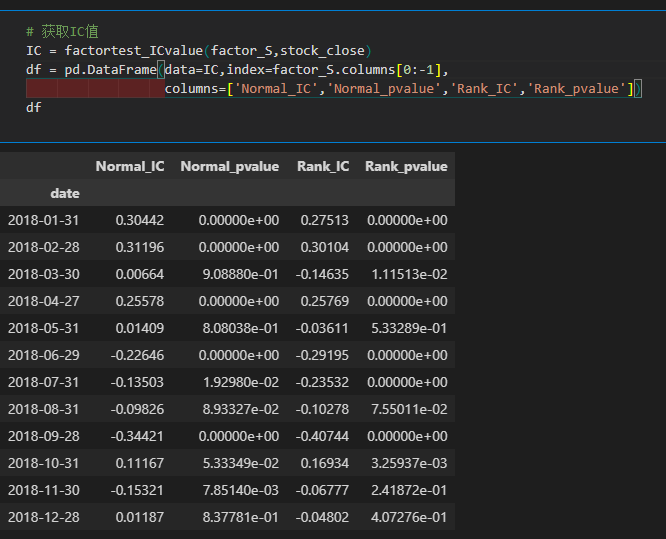 # 获取IC值
IC = factortest_ICvalue(factor_S,stock_close)
df = pd.DataFrame(data=IC,index=factor_S.columns[0:-1],
columns=['Normal_IC','Normal_pvalue','Rank_IC','Rank_pvalue'])
df
Normal_IC Normal_pvalue Rank_IC Rank_pvalue
date
2018-01-31 0.30442 0.00000e+00 0.27513 0.00000e+00
2018-02-28 0.31196 0.00000e+00 0.30104 0.00000e+00
2018-03-30 0.00664 9.08880e-01 -0.14635 1.11513e-02
2018-04-27 0.25578 0.00000e+00 0.25769 0.00000e+00
2018-05-31 0.01409 8.08038e-01 -0.03611 5.33289e-01
2018-06-29 -0.22646 0.00000e+00 -0.29195 0.00000e+00
2018-07-31 -0.13503 1.92980e-02 -0.23532 0.00000e+00
2018-08-31 -0.09826 8.93327e-02 -0.10278 7.55011e-02
2018-09-28 -0.34421 0.00000e+00 -0.40744 0.00000e+00
2018-10-31 0.11167 5.33349e-02 0.16934 3.25937e-03
2018-11-30 -0.15321 7.85140e-03 -0.06777 2.41872e-01
2018-12-28 0.01187 8.37781e-01 -0.04802 4.07276e-01